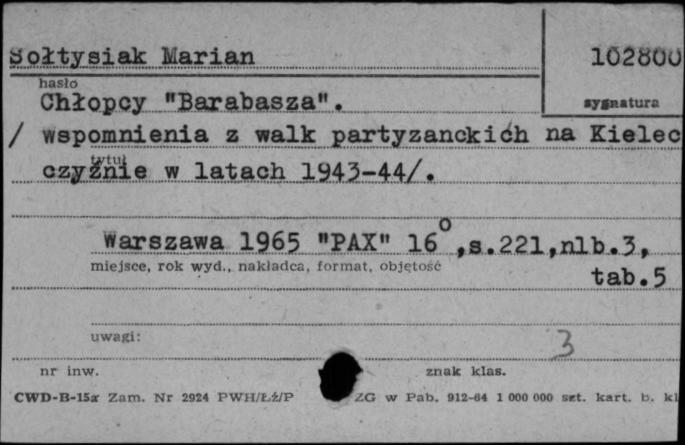 Sołtysiak Marian 102800
hasło
Chłopcy "Barabasza". sygnatura
/ wspomnienia z walk partyzanckich na Kielec
tytuł
czyźnie w latach 1943-44/.
Warszawa 1965 "PAX" 16°,s.221,nlb.3,
miejsce, rok wyd., nakładca, format, objętość
tab.5
uwagi: 3
nr inw. znak klas.
CWD-B-15a Zam. Nr 2924 PWH/Łż/P ZG w Pab. 912-64 1 000 000 szt. kart. b. kl